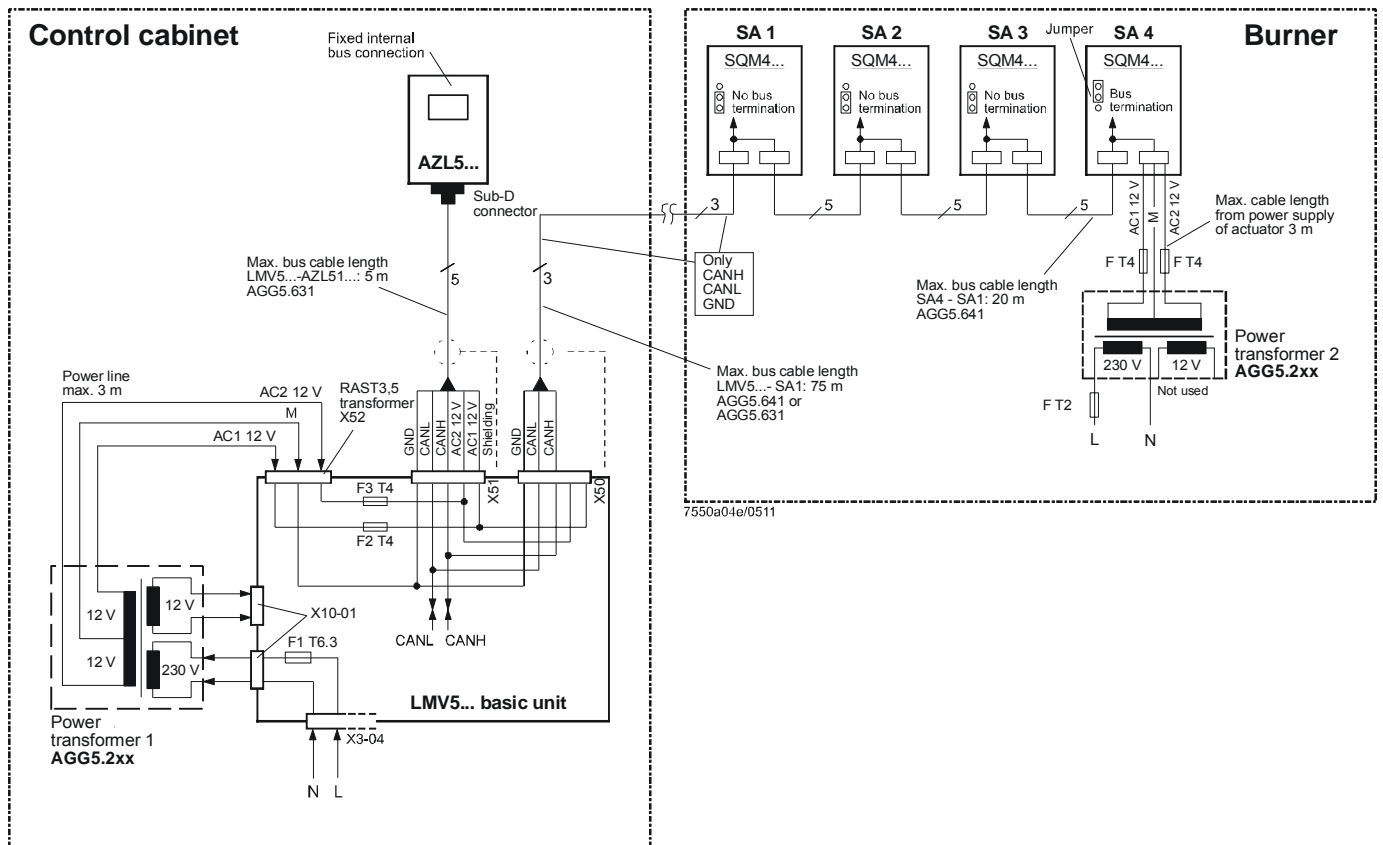 Control cabinet
Fixed internal
bus connection
AZL5...
Sub-D
connector
Max. bus cable length
LMV5...-AZL51...: 5 m
AGG5.631
5
3
Only
CANH
CANL
GND
Max. bus cable length
LMV5...- SA1: 75 m
AGG5.641 or
AGG5.631
Power line
max. 3 m
AC2 12 V
M
AC1 12 V
RAST3,5
transformer
X52
GND
CANL
CANH
AC2 12 V
AC1 12 V
Shielding
X51
GND
CANL
CANH
X50
F3 T4
F2 T4
CANL CANH
X10-01
F1 T6.3
12 V
12 V
12 V
230 V
Power
transformer 1
AGG5.2xx
LMV5... basic unit
X3-04
N L
Burner
SA 1
SQM4...
No bus
termination
SA 2
SQM4...
No bus
termination
SA 3
SQM4...
No bus
termination
Jumper
SA 4
SQM4...
Bus
termination
3
5
5
5
AC1 12 V
M
AC2 12 V
Max. cable length
from power supply
of actuator 3 m
F T4
F T4
Max. bus cable length
SA4 - SA1: 20 m
AGG5.641
230 V
12 V
Not used
Power
transformer 2
AGG5.2xx
F T2
L N
7550a04e/0511